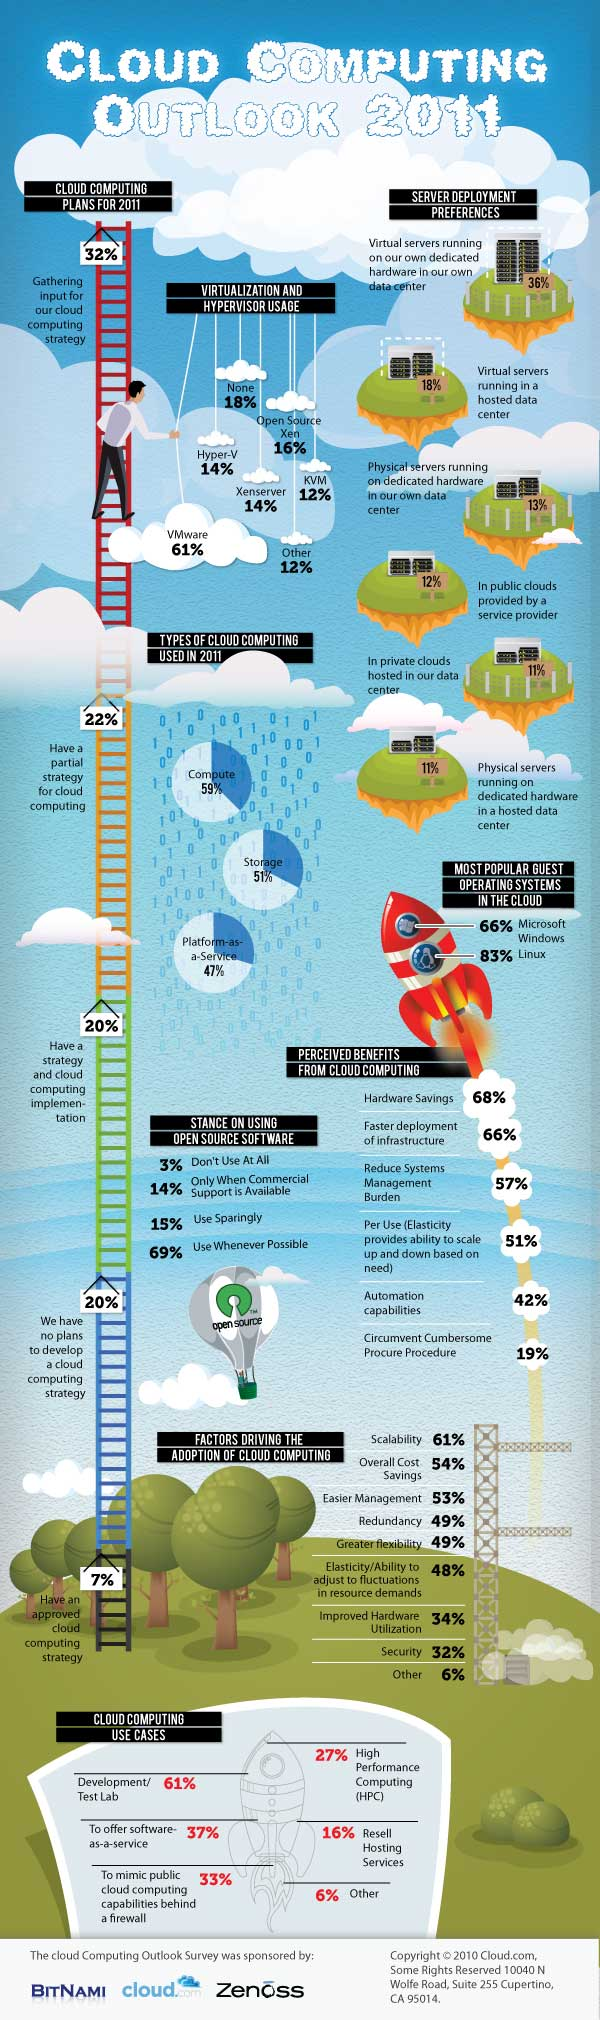 CLOUD COMPUTING
OUTLOOK 2011
CLOUD COMPUTING
PLANS FOR 2011
32%
Gathering
input for
our cloud
computing
strategy
22%
Have a
partial
strategy
for cloud
computing
20%
Have a
strategy
and cloud
computing
implemen-
tation
20%
We have
no plans
to develop
a cloud
computing
strategy
7%
Have an
approved
cloud
computing
strategy
VIRTUALIZATION AND
HYPERVISOR USAGE
None
18%
Open Source
Xen
16%
Hyper-V
14%
Xenserver
14%
KVM
12%
VMware
61%
Other
12%
SERVER DEPLOYMENT
PREFERENCES
Virtual servers running
on our own dedicated
hardware in our own
data center
36%
18%
Virtual servers
running in a
hosted data
center
Physical servers running
on dedicated hardware
in our own data
center
13%
12%
In public clouds
provided by a
service provider
In private clouds
hosted in our data
center
11%
11%
Physical servers
running on
dedicated hardware
in a hosted data
center
TYPES OF CLOUD COMPUTING
USED IN 2011
Compute
59%
Storage
51%
Platform-as-
a-Service
47%
MOST POPULAR GUEST
OPERATING SYSTEMS
IN THE CLOUD
66% Microsoft
Windows
83% Linux
PERCEIVED BENEFITS
FROM CLOUD COMPUTING
Hardware Savings 68%
Faster deployment
of infrastructure 66%
Reduce Systems
Management
Burden 57%
Per Use (Elasticity
provides ability to scale
up and down based on
need) 51%
Automation
capabilities 42%
Circumvent Cumbersome
Procure Procedure 19%
STANCE ON USING
OPEN SOURCE SOFTWARE
3% Don't Use At All
14% Only When Commercial
Support is Available
15% Use Sparingly
69% Use Whenever Possible
open source
TM
FACTORS DRIVING THE
ADOPTION OF CLOUD COMPUTING
Scalability 61%
Overall Cost 54%
Savings
Easier Management 53%
Redundancy 49%
Greater flexibility 49%
Elasticity/Ability to 48%
adjust to fluctuations
in resource demands
Improved Hardware 34%
Utilization
Security 32%
Other 6%
CLOUD COMPUTING
USE CASES
Development/ 61%
Test Lab
To offer software- 37%
as-a-service
To mimic public 33%
cloud computing
capabilities behind
a firewall
27% High
Performance
Computing
(HPC)
16% Resell
Hosting
Services
6% Other
The cloud Computing Outlook Survey was sponsored by:
BITNAMI cloud.com Zenoss
Copyright © 2010 Cloud.com,
Some Rights Reserved 10040 N
Wolfe Road, Suite 255 Cupertino,
CA 95014.